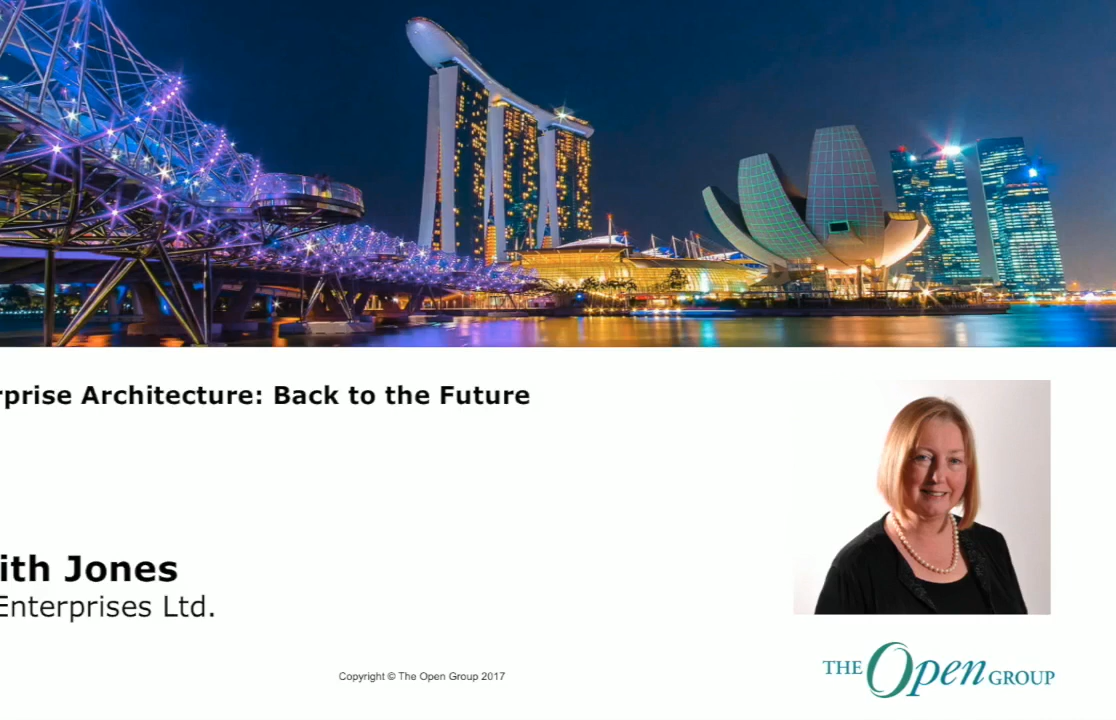 rprise Architecture: Back to the Future
ith Jones
Enterprises Ltd.
Copyright © The Open Group 2017
THE Open GROUP